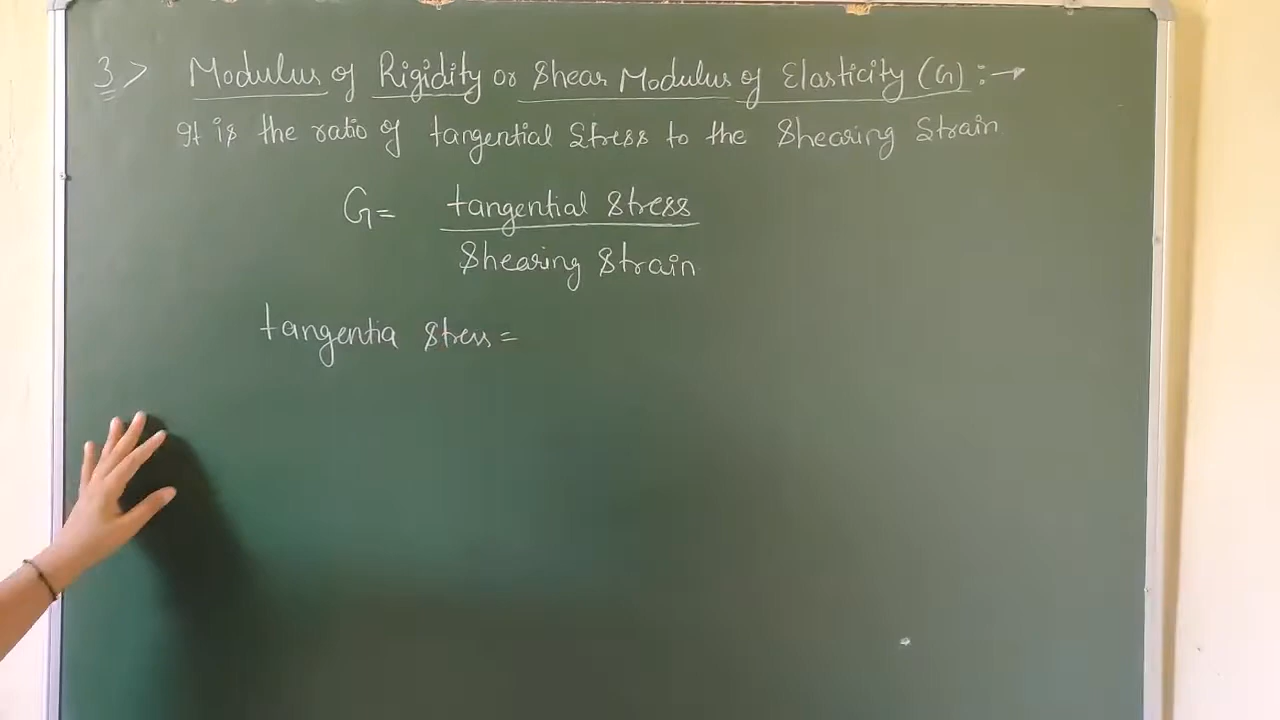 3> Modulus of Rigidity or Shear Modulus of Elasticity (G) :→
It is the ratio of tangential Stress to the Shearing Strain
G = tangential Stress
Shearing Strain
tangentia Stress =